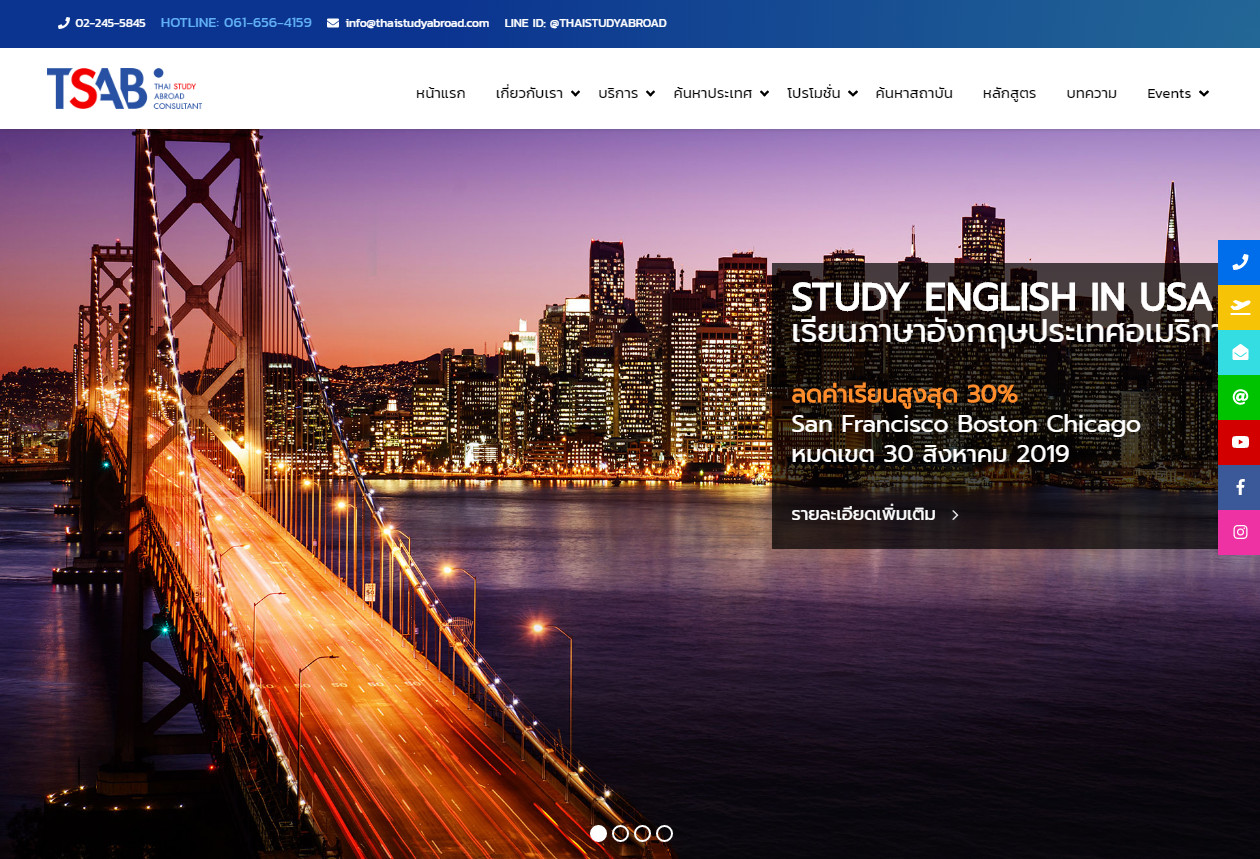 02-245-5845 HOTLINE: 061-656-4159 info@thaistudyabroad.com LINE ID: @THAISTUDYABROAD
TSAB
THAI STUDY
ABROAD
CONSULTANT
หน้าแรก เกี่ยวกับเรา บริการ ค้นหาประเทศ โปรโมชั่น ค้นหาสถาบัน หลักสูตร บทความ Events
STUDY ENGLISH IN USA
เรียนภาษาอังกฤษประเทศอเมริกา
ลดค่าเรียนสูงสุด 30%
San Francisco Boston Chicago
หมดเขต 30 สิงหาคม 2019
รายละเอียดเพิ่มเติม